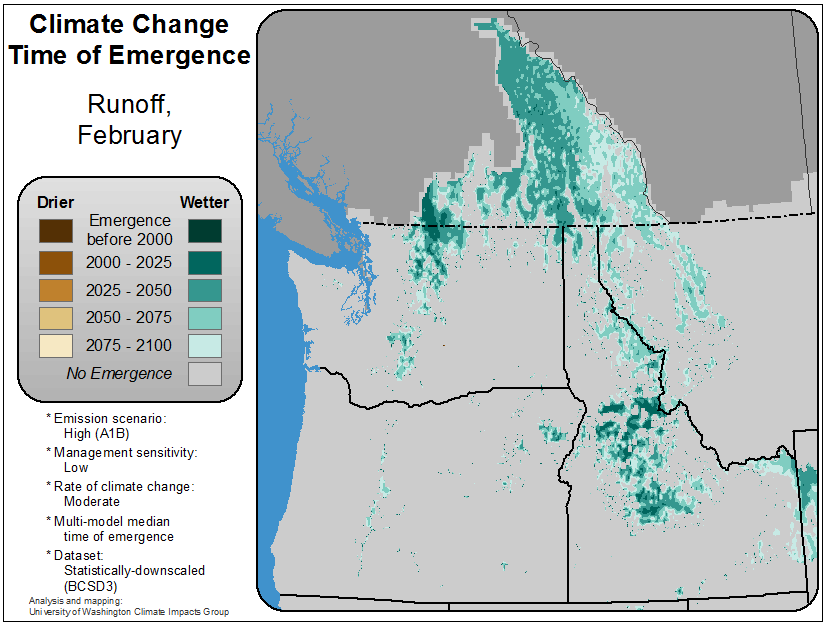 Climate Change
Time of Emergence
Runoff,
February
Drier
Wetter
Emergence
before 2000
2000 - 2025
2025 - 2050
2050 - 2075
2075 - 2100
No Emergence
* Emission scenario:
High (A1B)
* Management sensitivity:
Low
* Rate of climate change:
Moderate
* Multi-model median
time of emergence
* Dataset:
Statistically-downscaled
(BCSD3)
Analysis and mapping:
University of Washington Climate Impacts Group